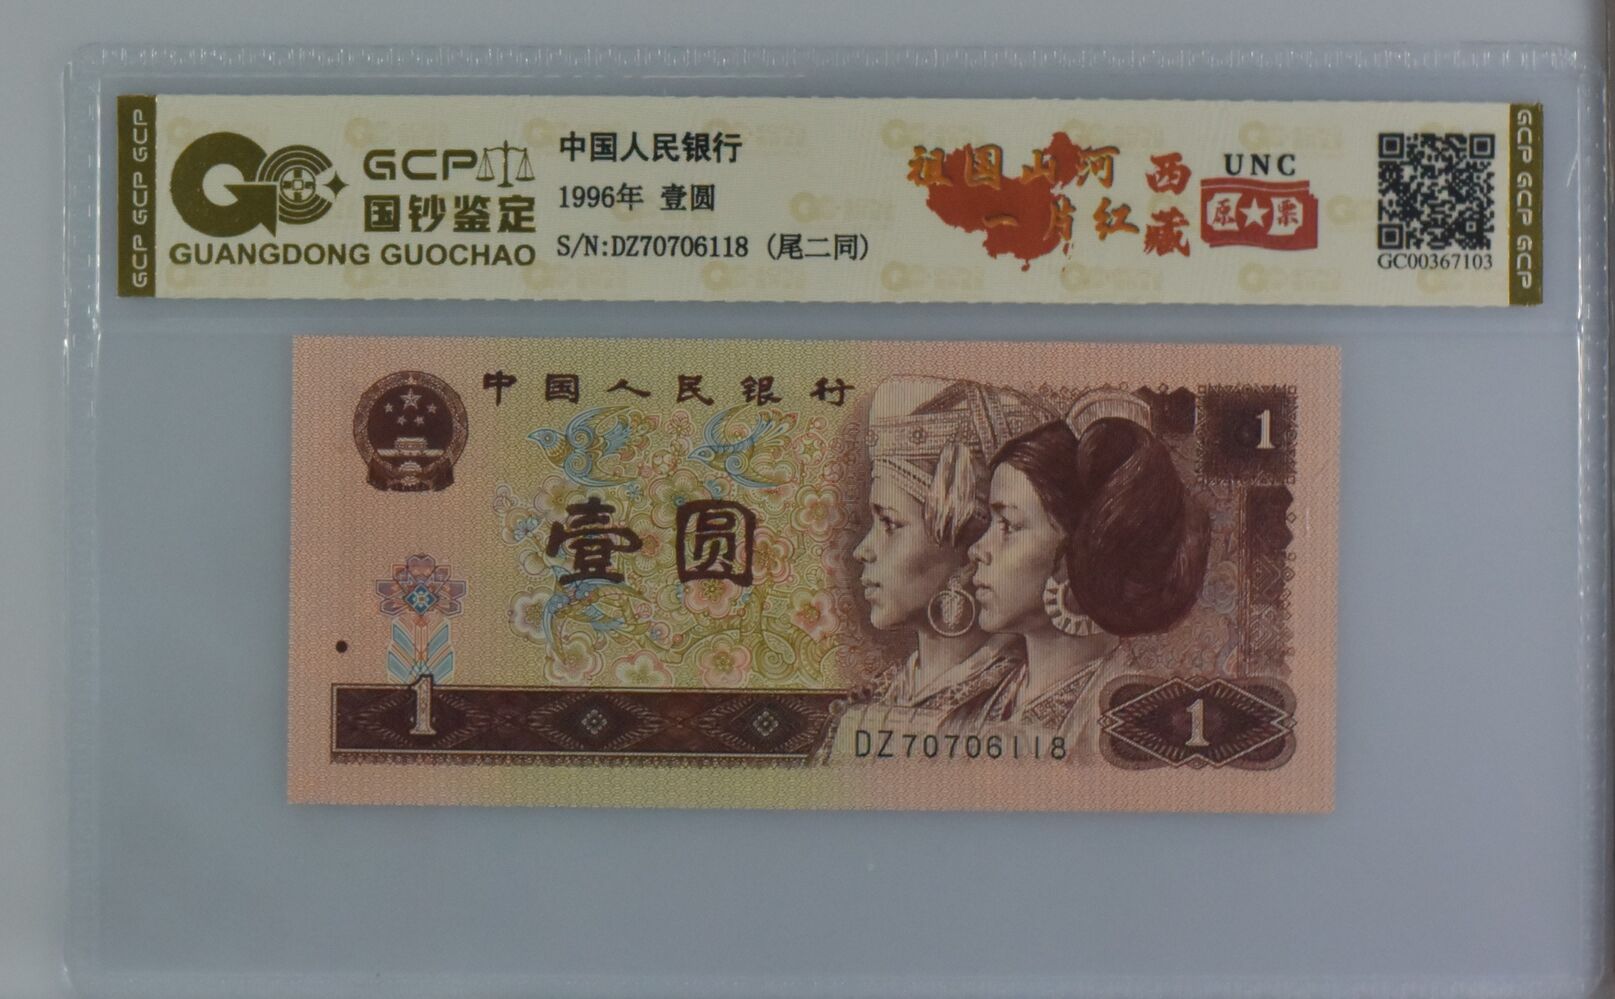 GCP GCP GCP
GCP
国钞鉴定
GUANGDONG GUOCHAO
中国人民银行
1996年 壹圆
S/N:DZ70706118 (尾二同)
祖国山河
一片红
西藏
UNC
原★票
GC00367103
GCP GCP GCP
中国人民银行
1
壹圆
1
1
DZ70706118